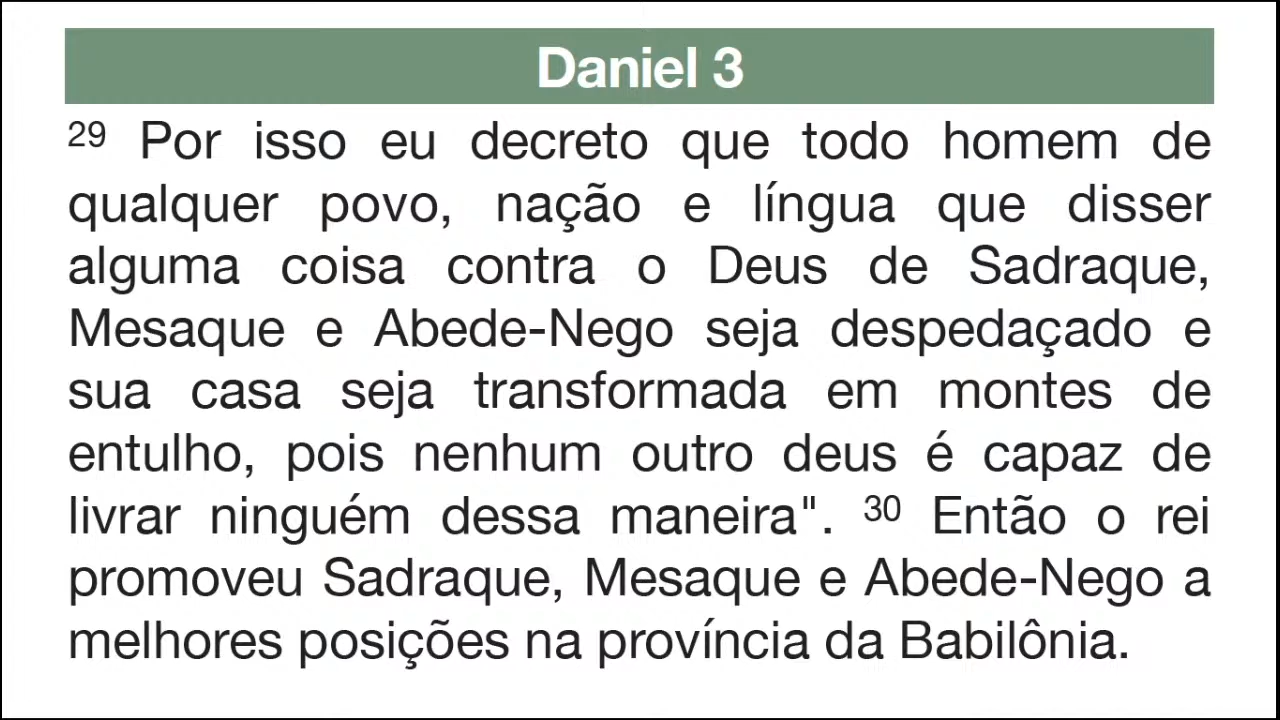 Daniel 3
29 Por isso eu decreto que todo homem de
qualquer povo, nação e língua que disser
alguma coisa contra o Deus de Sadraque,
Mesaque e Abede-Nego seja despedaçado e
sua casa seja transformada em montes de
entulho, pois nenhum outro deus é capaz de
livrar ninguém dessa maneira". 30 Então o rei
promoveu Sadraque, Mesaque e Abede-Nego a
melhores posições na província da Babilônia.